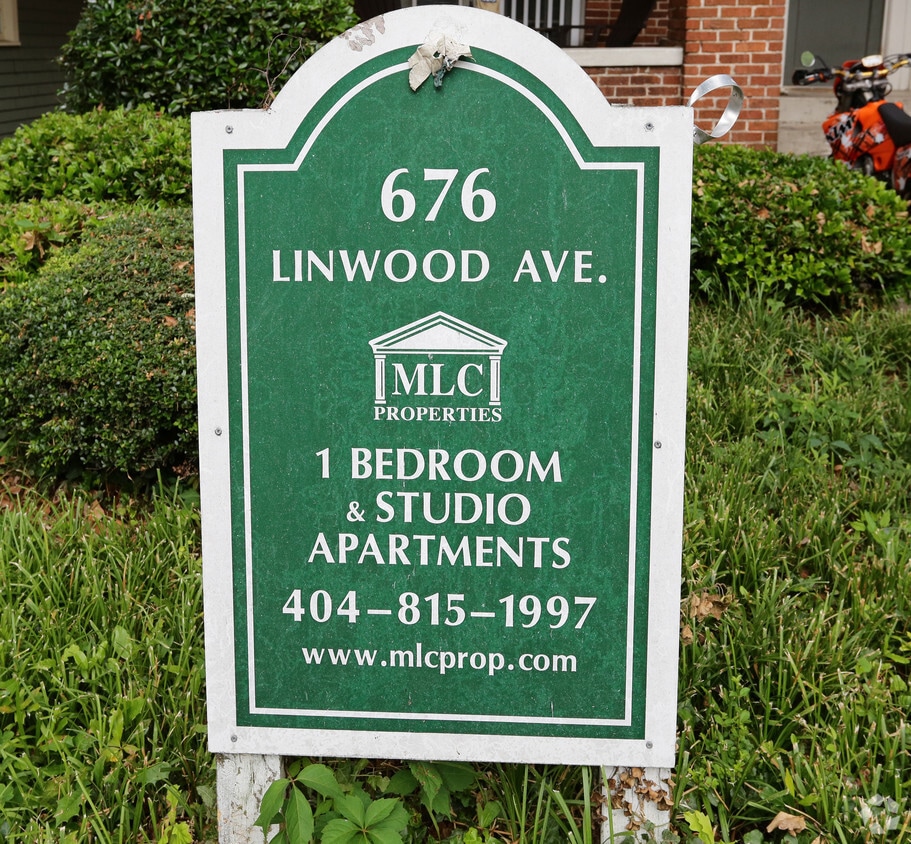 676
LINWOOD AVE.
MLC
PROPERTIES
1 BEDROOM
& STUDIO
APARTMENTS
404-815-1997
www.mlcprop.com